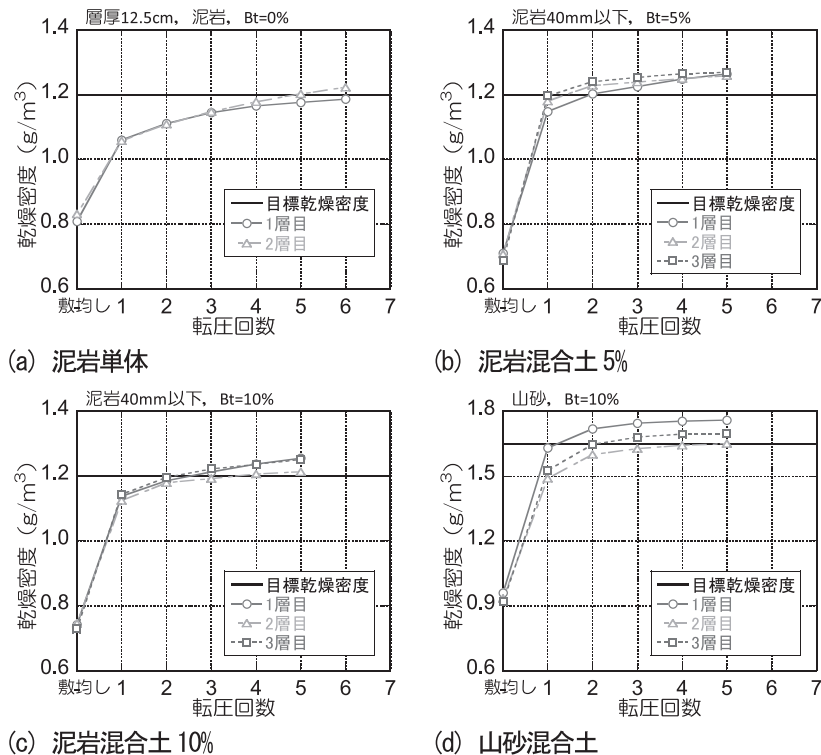 層厚12.5cm，泥岩，Bt=0%
乾燥密度（g/m³）
1.4
1.2
1.0
0.8
0.6
目標乾燥密度
1層目
2層目
敷均し 1 2 3 4 5 6 7
転圧回数
(a) 泥岩単体
泥岩40mm以下，Bt=5%
乾燥密度（g/m³）
1.4
1.2
1.0
0.8
0.6
目標乾燥密度
1層目
2層目
3層目
敷均し 1 2 3 4 5 6 7
転圧回数
(b) 泥岩混合土 5%
泥岩40mm以下，Bt=10%
乾燥密度（g/m³）
1.4
1.2
1.0
0.8
0.6
目標乾燥密度
1層目
2層目
3層目
敷均し 1 2 3 4 5 6 7
転圧回数
(c) 泥岩混合土 10%
山砂，Bt=10%
乾燥密度（g/m³）
1.8
1.5
1.2
0.9
0.6
目標乾燥密度
1層目
2層目
3層目
敷均し 1 2 3 4 5 6 7
転圧回数
(d) 山砂混合土